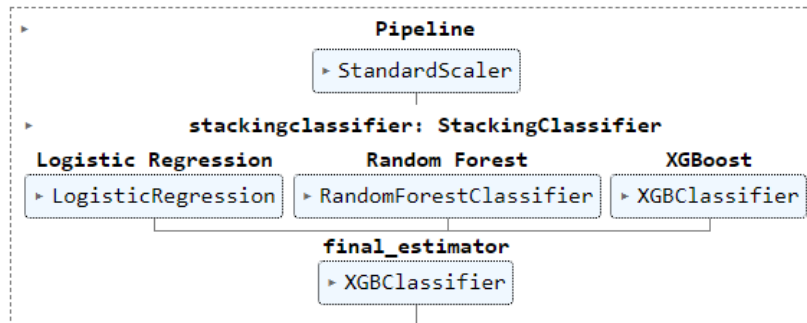 Pipeline
StandardScaler
stackingclassifier: StackingClassifier
Logistic Regression Random Forest XGBoost
LogisticRegression RandomForestClassifier XGBClassifier
final_estimator
XGBClassifier